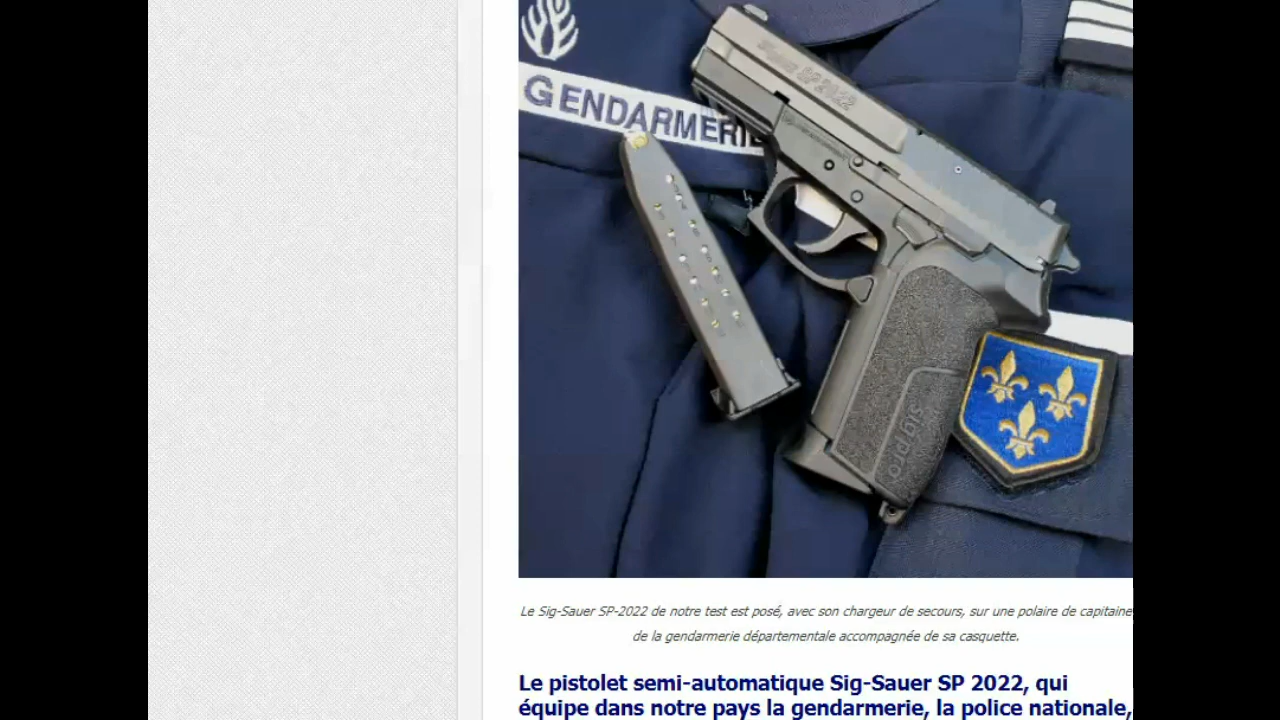 GENDARMERIE
SP 2022
sig pro
Le Sig-Sauer SP-2022 de notre test est posé, avec son chargeur de secours, sur une polaire de capitaine
de la gendarmerie départementale accompagnée de sa casquette.
Le pistolet semi-automatique Sig-Sauer SP 2022, qui
équipe dans notre pays la gendarmerie, la police nationale,